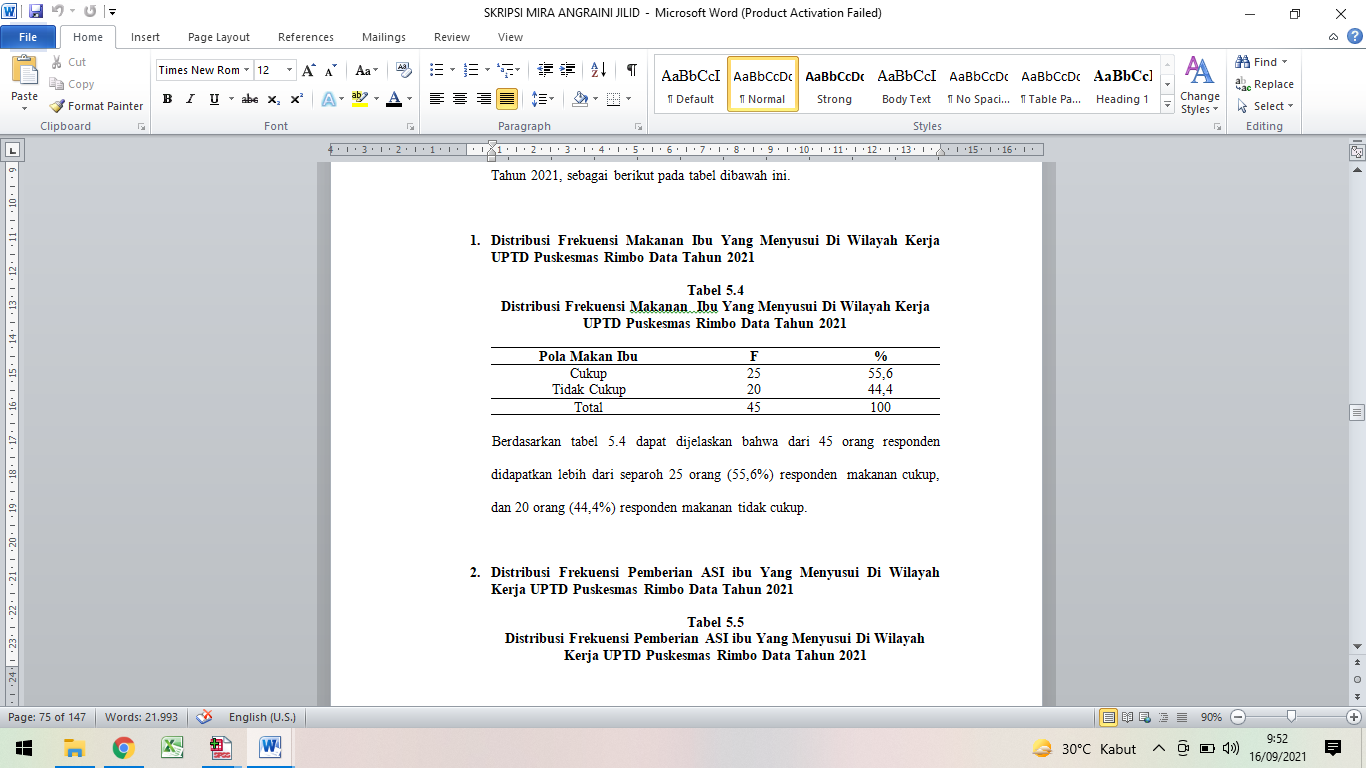 SKRIPSI MIRA ANGRAINI JILID - Microsoft Word (Product Activation Failed)
File Home Insert Page Layout References Mailings Review View
Paste
Cut
Copy
Format Painter
Clipboard
Times New Rom 12
Font
Paragraph
AaBbCcI AaBbCcDc AaBbCcDc AaBbCcI AaBbCcDc AaBbCcDc AaBbCcI
¶ Default ¶ Normal Strong Body Text ¶ No Spaci... ¶ Table Pa... Heading 1
Change Styles
Styles
Find
Replace
Select
Editing
Tahun 2021, sebagai berikut pada tabel dibawah ini.
1. Distribusi Frekuensi Makanan Ibu Yang Menyusui Di Wilayah Kerja
UPTD Puskesmas Rimbo Data Tahun 2021
Tabel 5.4
Distribusi Frekuensi Makanan Ibu Yang Menyusui Di Wilayah Kerja
UPTD Puskesmas Rimbo Data Tahun 2021
Pola Makan Ibu F %
Cukup 25 55,6
Tidak Cukup 20 44,4
Total 45 100
Berdasarkan tabel 5.4 dapat dijelaskan bahwa dari 45 orang responden
didapatkan lebih dari separoh 25 orang (55,6%) responden makanan cukup,
dan 20 orang (44,4%) responden makanan tidak cukup.
2. Distribusi Frekuensi Pemberian ASI ibu Yang Menyusui Di Wilayah
Kerja UPTD Puskesmas Rimbo Data Tahun 2021
Tabel 5.5
Distribusi Frekuensi Pemberian ASI ibu Yang Menyusui Di Wilayah
Kerja UPTD Puskesmas Rimbo Data Tahun 2021
Page: 75 of 147 Words: 21.993 English (U.S.) 90%
30°C Kabut 9:52
16/09/2021